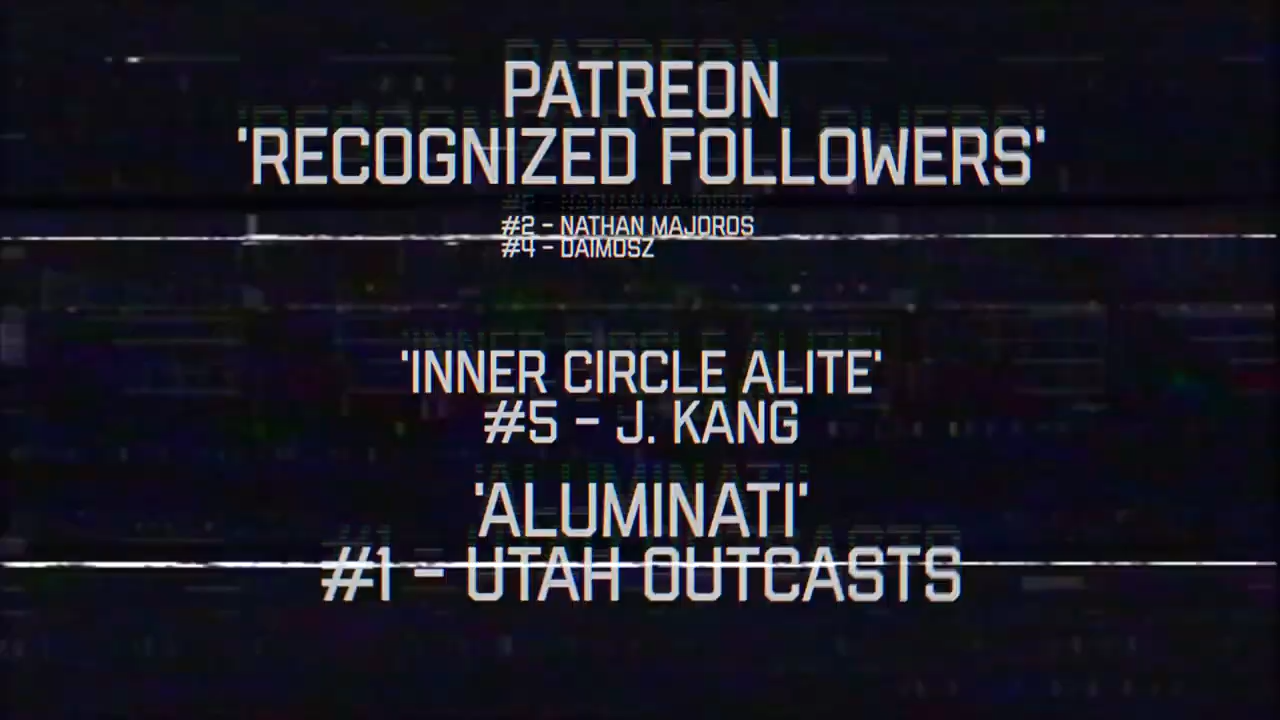 PATREON
'RECOGNIZED FOLLOWERS'
#2 - NATHAN MAJOROS
#4 - DAIMOSZ
'INNER CIRCLE ALITE'
#5 - J. KANG
'ALUMINATI'
#1 - UTAH OUTCASTS